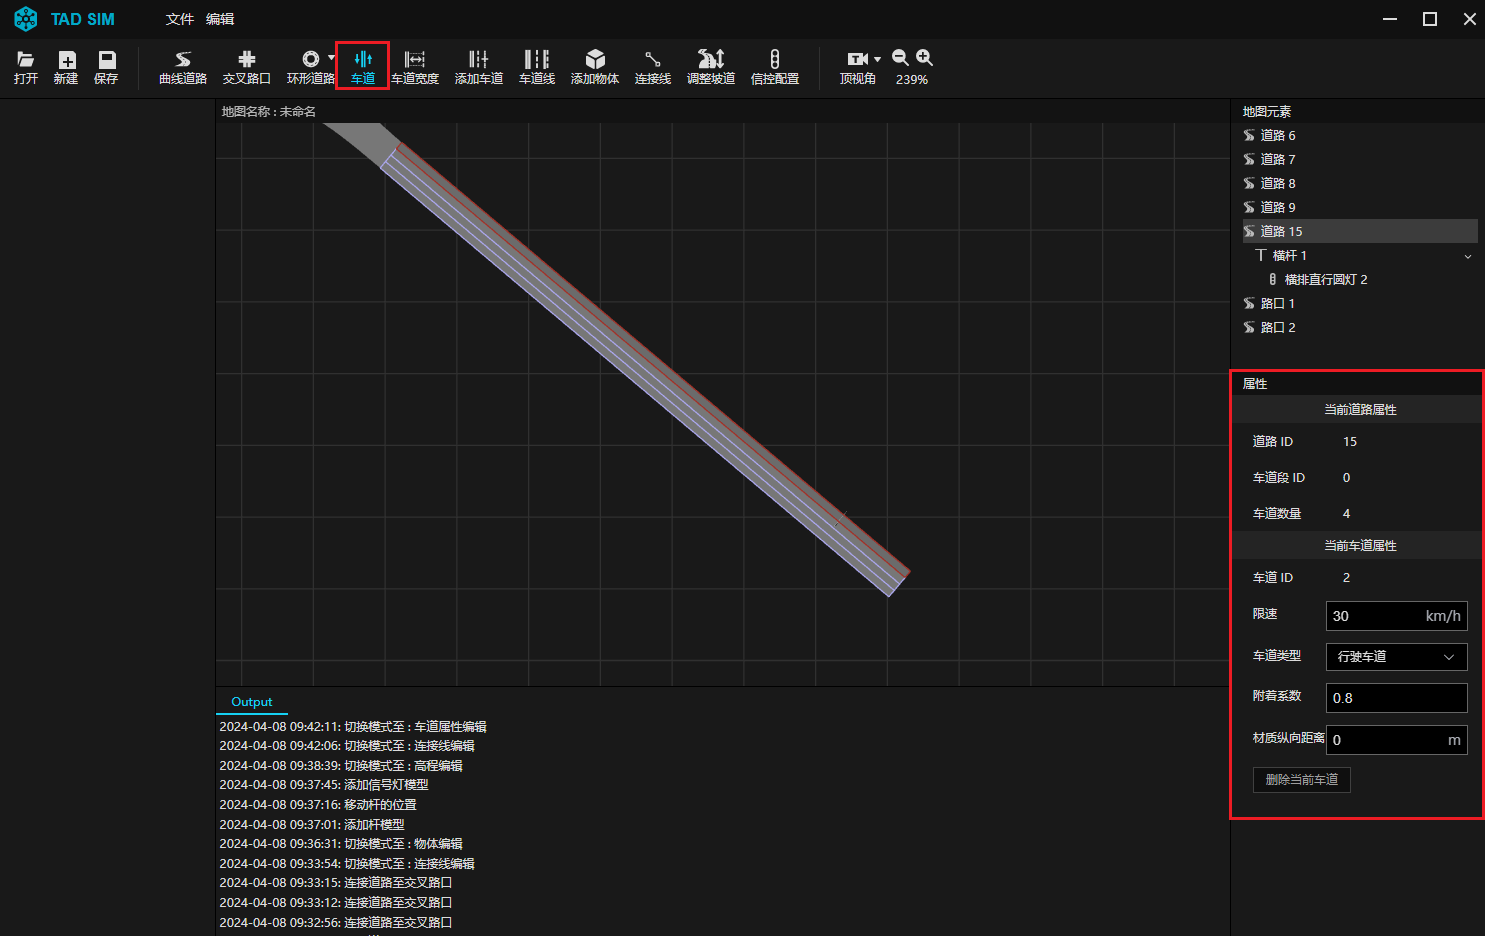 TAD SIM 文件 编辑
打开 新建 保存 曲线道路 交叉路口 环形道路 车道 车道宽度 添加车道 车道线 添加物体 连接线 调整坡道 信控配置 顶视角 239%
地图名称 : 未命名
地图元素
道路 6
道路 7
道路 8
道路 9
道路 15
横杆 1
横排直行圆灯 2
路口 1
路口 2
属性
当前道路属性
道路 ID 15
车道段 ID 0
车道数量 4
当前车道属性
车道 ID 2
限速 30 km/h
车道类型 行驶车道
附着系数 0.8
材质纵向距离 0 m
删除当前车道
Output
2024-04-08 09:42:11: 切换模式至 : 车道属性编辑
2024-04-08 09:42:06: 切换模式至 : 连接线编辑
2024-04-08 09:38:39: 切换模式至 : 高程编辑
2024-04-08 09:37:45: 添加信号灯模型
2024-04-08 09:37:16: 移动杆的位置
2024-04-08 09:37:01: 添加杆模型
2024-04-08 09:36:31: 切换模式至 : 物体编辑
2024-04-08 09:33:54: 切换模式至 : 连接线编辑
2024-04-08 09:33:15: 连接道路至交叉路口
2024-04-08 09:33:12: 连接道路至交叉路口
2024-04-08 09:32:56: 连接道路至交叉路口